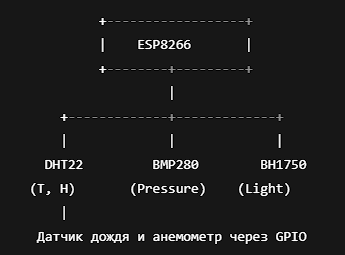 ESP8266
DHT22 BMP280 BH1750
(T, H) (Pressure) (Light)
Датчик дождя и анемометр через GPIO